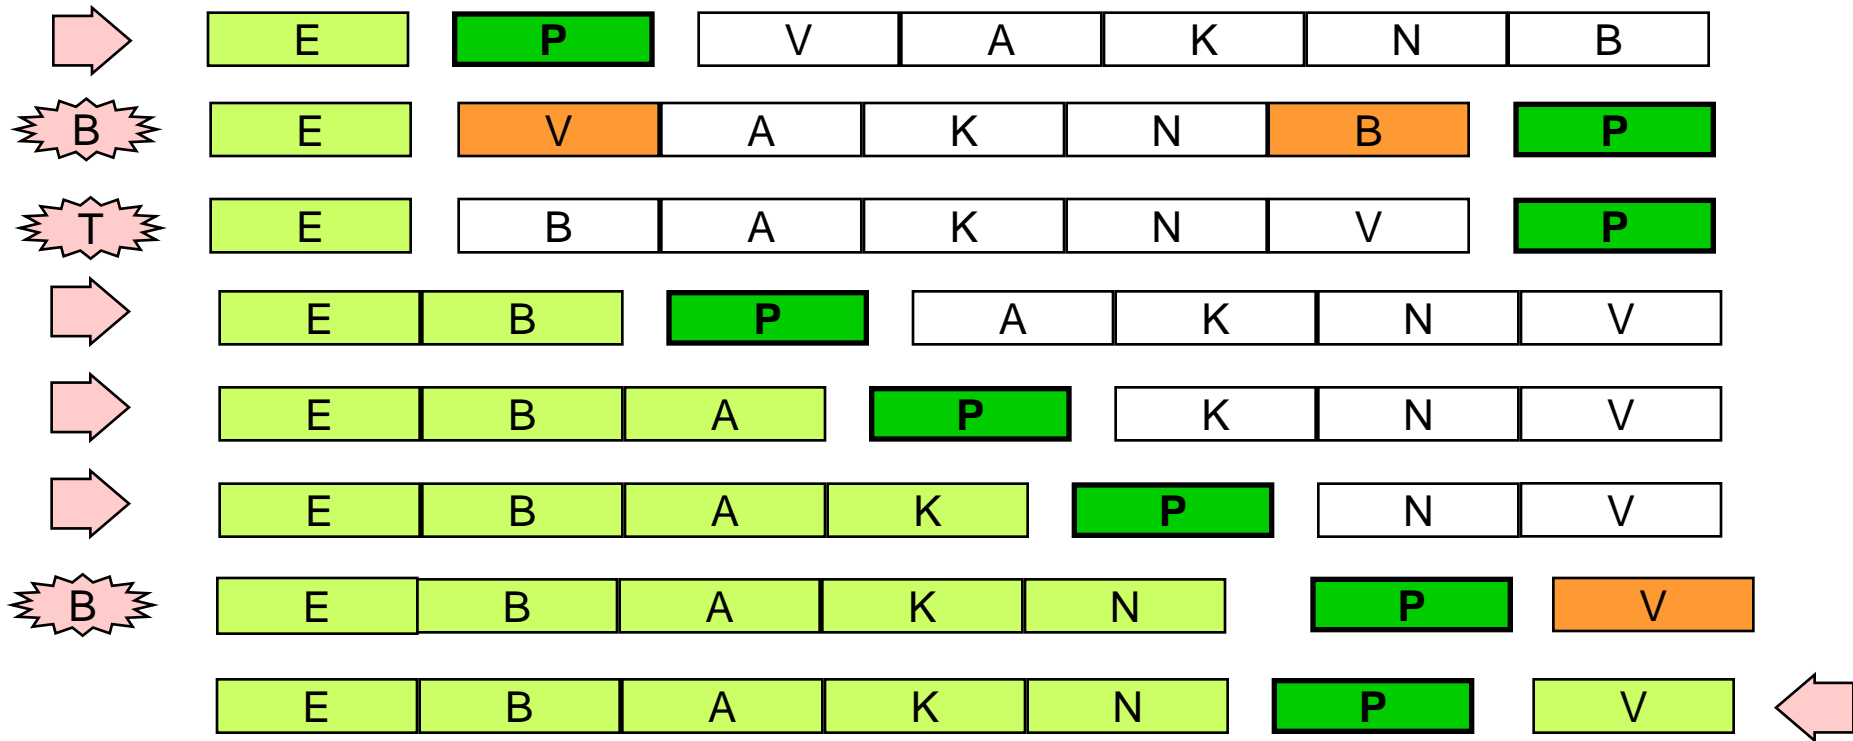 E P V A K N B
B E V A K N B P
T E B A K N V P
E B P A K N V
E B A P K N V
E B A K P N V
B E B A K N P V
E B A K N P V